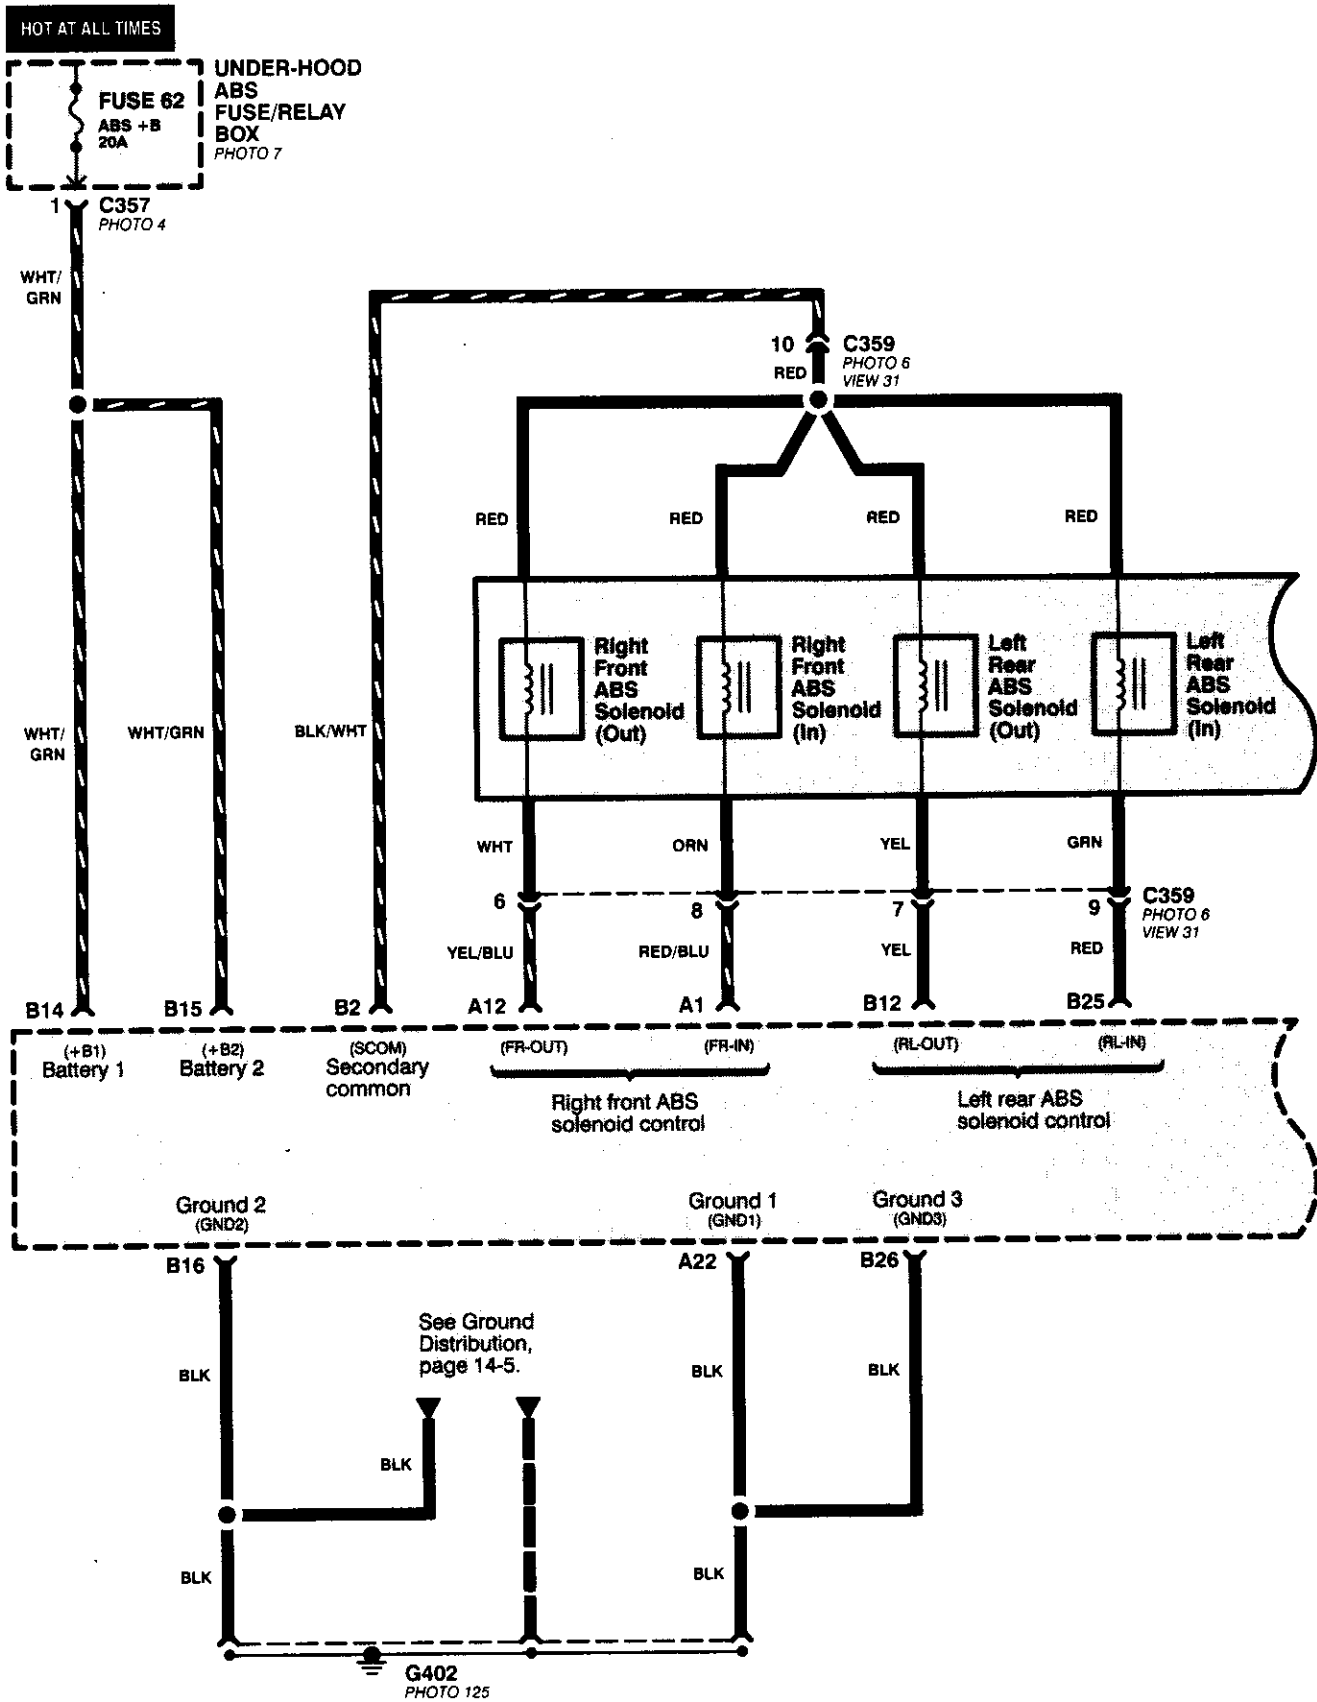 HOT AT ALL TIMES
UNDER-HOOD
ABS
FUSE/RELAY
BOX
PHOTO 7
FUSE 62
ABS +B
20A
1
C357
PHOTO 4
WHT/
GRN
10
C359
PHOTO 6
VIEW 31
RED
RED
RED
RED
RED
Right
Front
ABS
Solenoid
(Out)
Right
Front
ABS
Solenoid
(In)
Left
Rear
ABS
Solenoid
(Out)
Left
Rear
ABS
Solenoid
(In)
WHT/
GRN
WHT/GRN
BLK/WHT
WHT
ORN
YEL
GRN
6
8
7
9
C359
PHOTO 6
VIEW 31
YEL/BLU
RED/BLU
YEL
RED
B14
B15
B2
A12
A1
B12
B25
(+B1)
Battery 1
(+B2)
Battery 2
(SCOM)
Secondary
common
(FR-OUT)
(FR-IN)
Right front ABS
solenoid control
(RL-OUT)
(RL-IN)
Left rear ABS
solenoid control
Ground 2
(GND2)
Ground 1
(GND1)
Ground 3
(GND3)
B16
A22
B26
See Ground
Distribution,
page 14-5.
BLK
BLK
BLK
BLK
BLK
BLK
G402
PHOTO 125